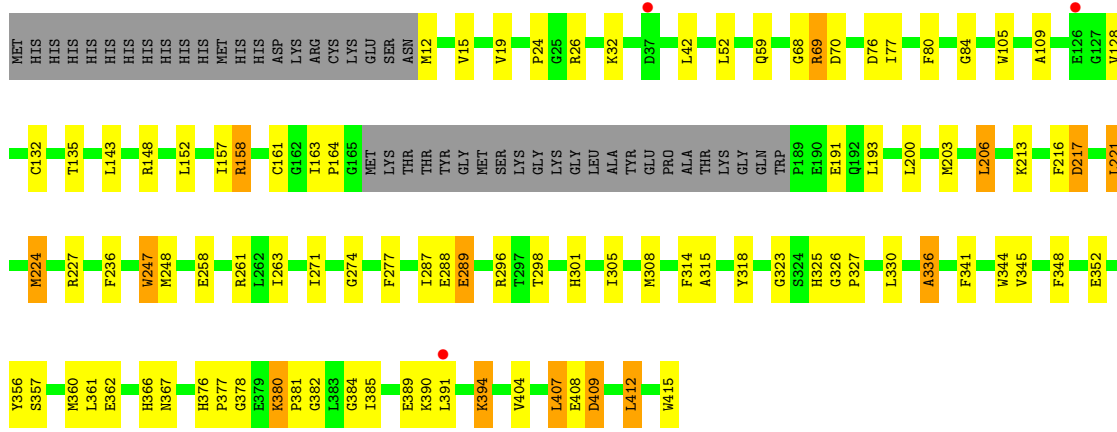 MET HIS HIS HIS HIS HIS HIS HIS HIS HIS HIS MET HIS HIS ASP LYS ARG CYS LYS LYS GLU SER ASN M12 V15 V19 P24 G25 R26 K32 D37 L42 L52 Q59 G68 R69 D70 D76 I77 F80 G84 W105 A109 E126 G127 V128
C132 T135 L143 R148 L152 I157 R158 C161 G162 I163 P164 G165 MET LYS THR THR TYR GLY MET SER LYS GLY LYS GLY LEU ALA TYR GLU PRO ALA THR LYS GLY GLN TRP P189 E190 E191 Q192 L193 L200 M203 L206 K213 F216 D217 L221
M224 R227 F236 W247 M248 E258 R261 L262 I263 I271 G274 F277 I287 E288 E289 R296 T297 T298 H301 I305 M308 F314 A315 Y318 G323 S324 H325 G326 P327 L330 A336 F341 W344 V345 F348 E352
Y356 S357 M360 L361 E362 H366 N367 H376 P377 G378 E379 K380 P381 G382 L383 G384 I385 E389 K390 L391 K394 V404 L407 E408 D409 L412 W415